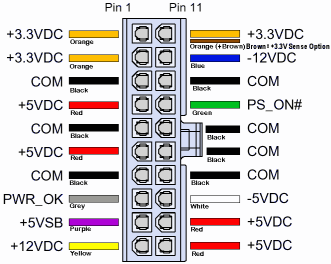 Pin 1 Pin 11
+3.3VDC Orange +3.3VDC Orange (+Brown) Brown= +3.3V Sense Option
+3.3VDC Orange -12VDC Blue
COM Black COM Black
+5VDC Red PS_ON# Green
COM Black COM Black
+5VDC Red COM Black
COM Black COM Black
PWR_OK Grey -5VDC White
+5VSB Purple +5VDC Red
+12VDC Yellow +5VDC Red